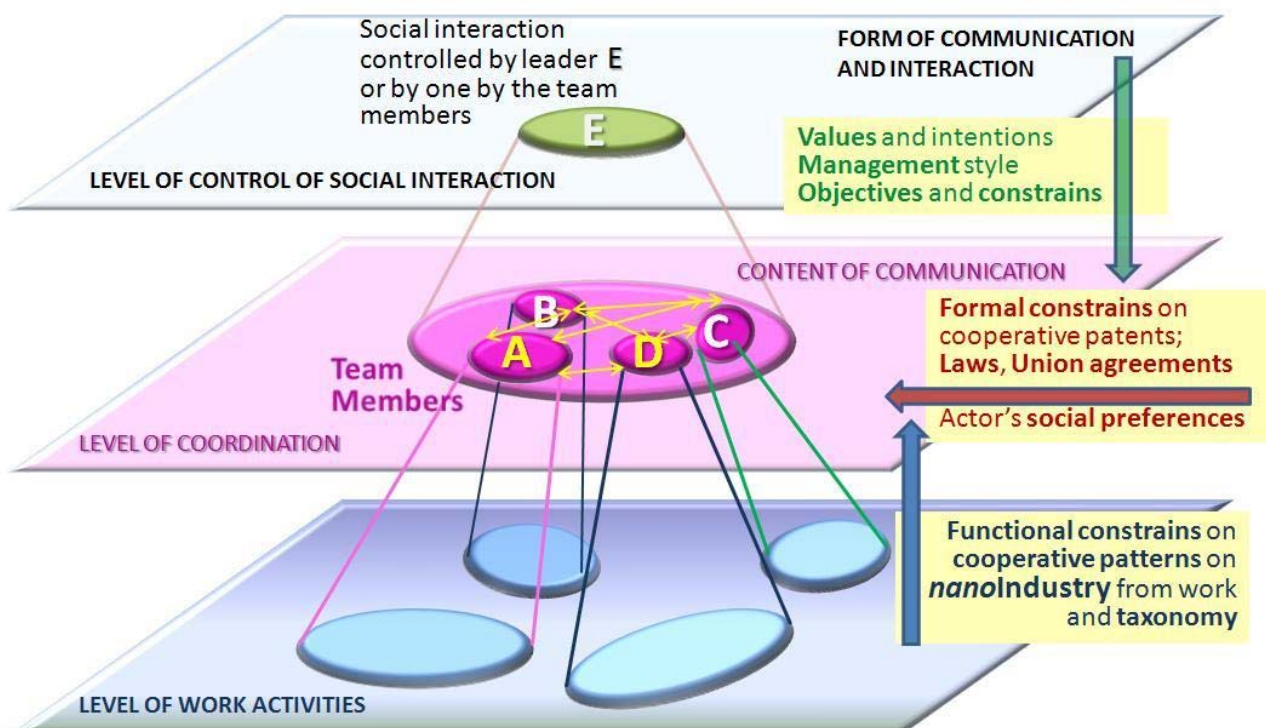 Social interaction
controlled by leader E
or by one by the team
members
FORM OF COMMUNICATION
AND INTERACTION
E
Values and intentions
Management style
Objectives and constrains
LEVEL OF CONTROL OF SOCIAL INTERACTION
CONTENT OF COMMUNICATION
B
A
D
C
Team
Members
Formal constrains on
cooperative patents;
Laws, Union agreements
Actor's social preferences
LEVEL OF COORDINATION
Functional constrains on
cooperative patterns on
nanoIndustry from work
and taxonomy
LEVEL OF WORK ACTIVITIES